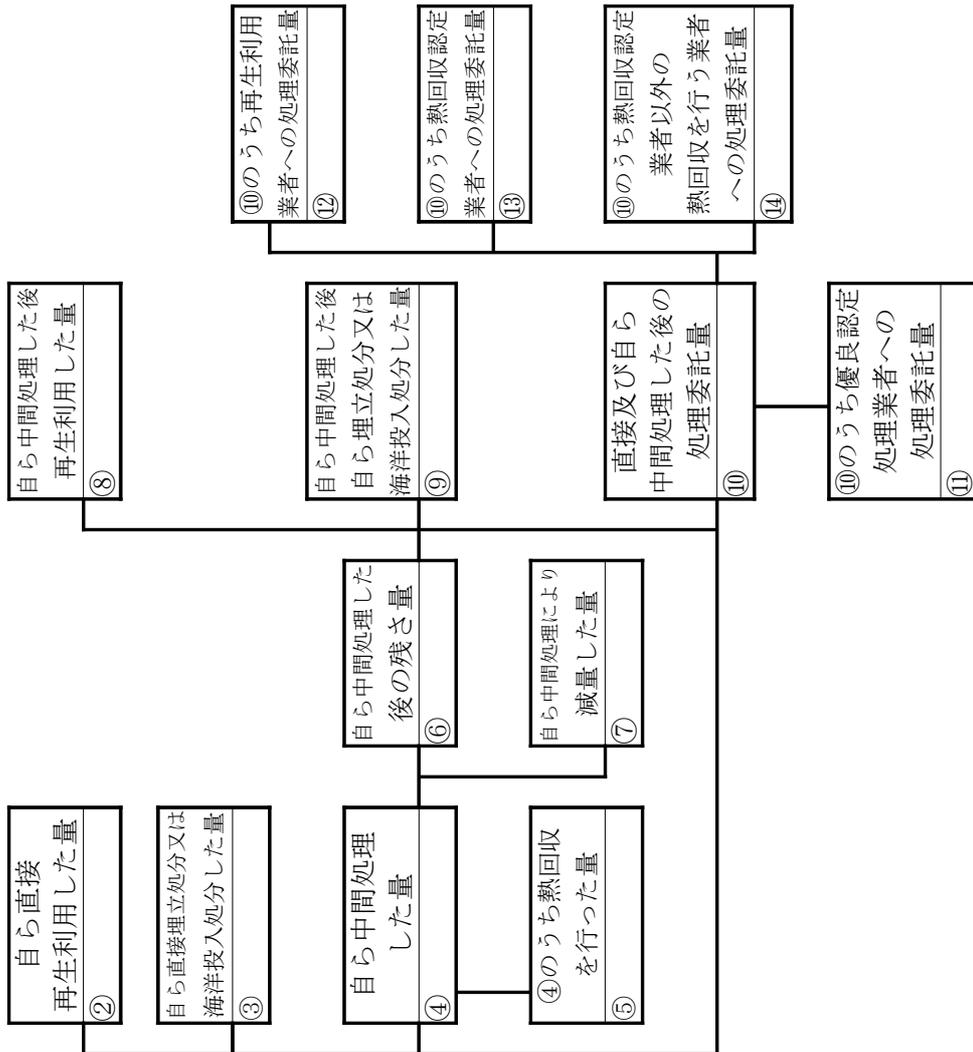 自ら直接
再生利用した量
②
自ら直接埋立処分又は
海洋投入処分した量
③
自ら中間処理
した量
④
④のうち熱回収
を行った量
⑤
自ら中間処理した
後の残さ量
⑥
自ら中間処理により
減量した量
⑦
自ら中間処理した後
再生利用した量
⑧
自ら中間処理した後
自ら埋立処分又は
海洋投入処分した量
⑨
直接及び自ら
中間処理した後の
処理委託量
⑩
⑩のうち優良認定
処理業者への
処理委託量
⑪
⑩のうち再生利用
業者への処理委託量
⑫
⑩のうち熱回収認定
業者への処理委託量
⑬
⑩のうち熱回収認定
業者以外の
熱回収を行う業者
への処理委託量
⑭